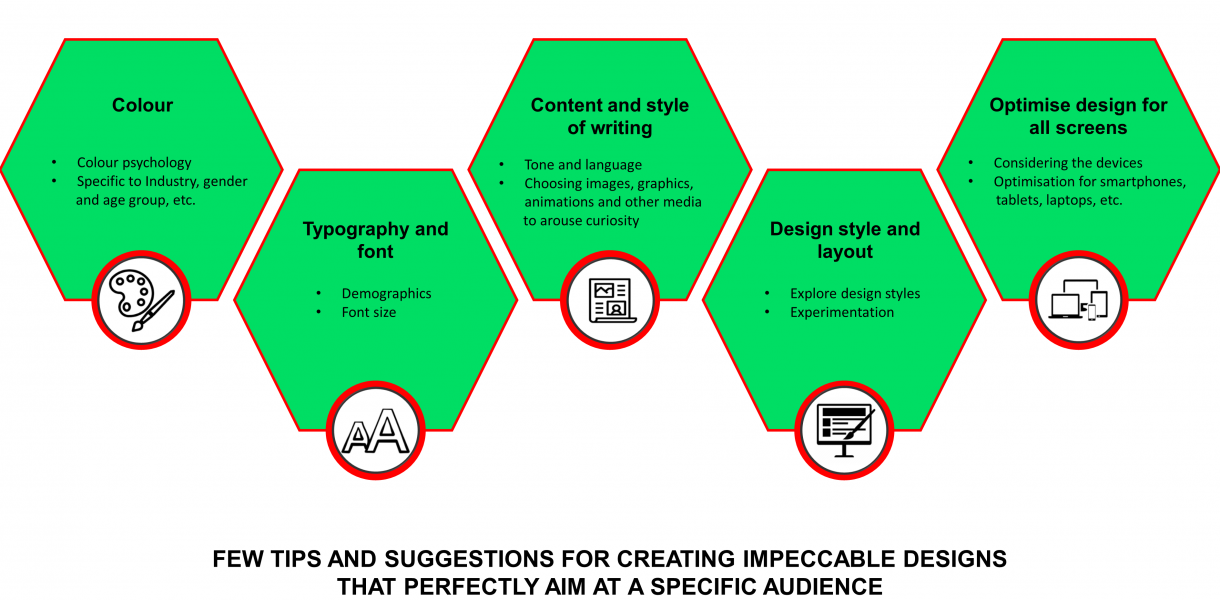 Colour
• Colour psychology
• Specific to Industry, gender
and age group, etc.
Typography and
font
• Demographics
• Font size
Content and style
of writing
• Tone and language
• Choosing images, graphics,
animations and other media
to arouse curiosity
Design style and
layout
• Explore design styles
• Experimentation
Optimise design for
all screens
• Considering the devices
• Optimisation for smartphones,
tablets, laptops, etc.
AA
FEW TIPS AND SUGGESTIONS FOR CREATING IMPECCABLE DESIGNS
THAT PERFECTLY AIM AT A SPECIFIC AUDIENCE